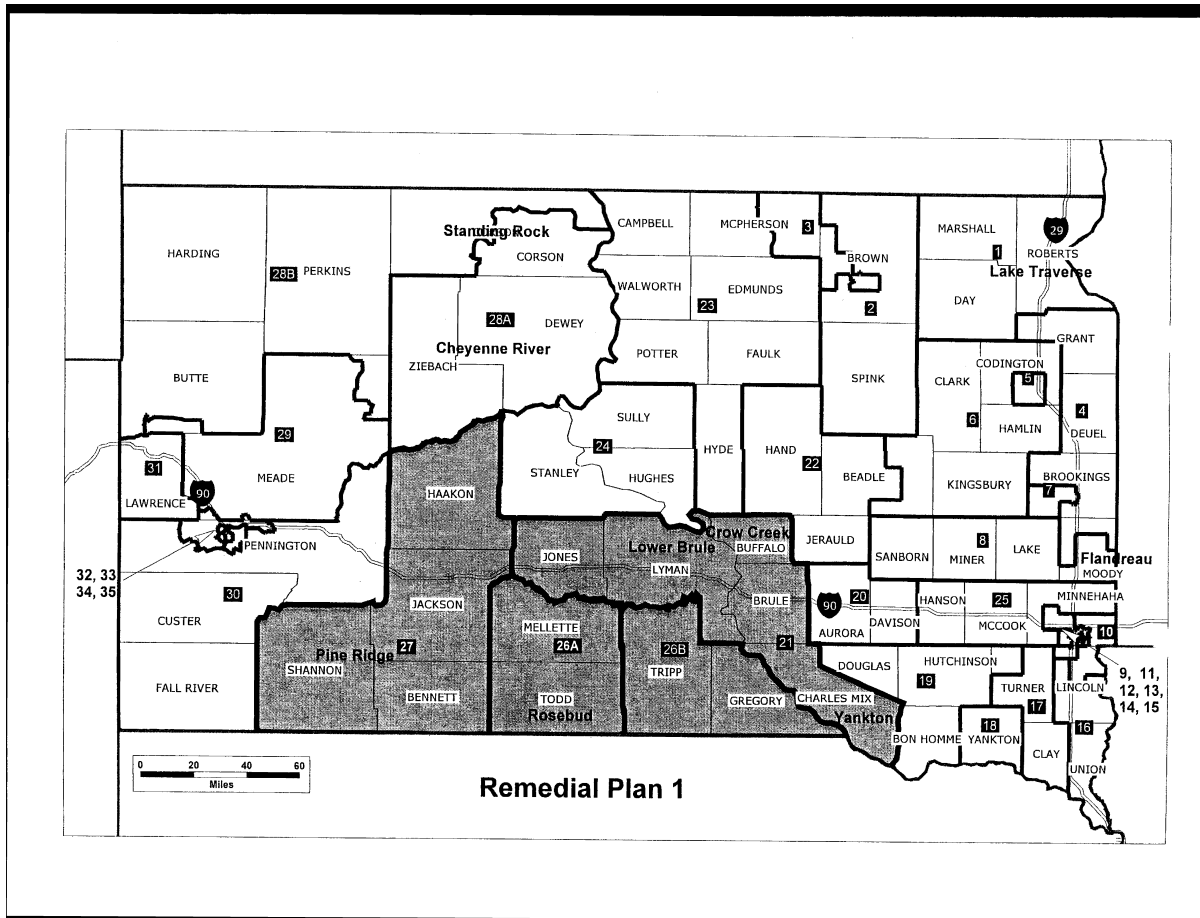 CAMPBELL
MCPHERSON
3
MARSHALL
29
HARDING
Standing Rock
CORSON
BROWN
1
ROBERTS
28B PERKINS
Lake Traverse
WALWORTH
EDMUNDS
DAY
23
2
28A
DEWEY
GRANT
Cheyenne River
POTTER
FAULK
ZIEBACH
CODINGTON
BUTTE
SPINK
CLARK
5
4
SULLY
6
HAMLIN
DEUEL
29
24
HYDE
HAND
22
31
MEADE
STANLEY
HUGHES
BEADLE
KINGSBURY
BROOKINGS
7
LAWRENCE
90
HAAKON
PENNINGTON
Crow Creek
Lower Brule
BUFFALO
JERAULD
8
JONES
SANBORN
MINER
LAKE
Flandreau
LYMAN
MOODY
32, 33
34, 35
30
JACKSON
BRULE
90
20
HANSON
25
MINNEHAHA
CUSTER
MELLETTE
AURORA
DAVISON
MCCOOK
10
27
26A
26B
21
Pine Ridge
SHANNON
TRIPP
DOUGLAS
HUTCHINSON
9, 11,
12, 13,
14, 15
FALL RIVER
BENNETT
TODD
GREGORY
CHARLES MIX
19
TURNER
LINCOLN
Rosebud
Yankton
17
18
16
BON HOMME
YANKTON
CLAY
UNION
0 20 40 60
Miles
Remedial Plan 1